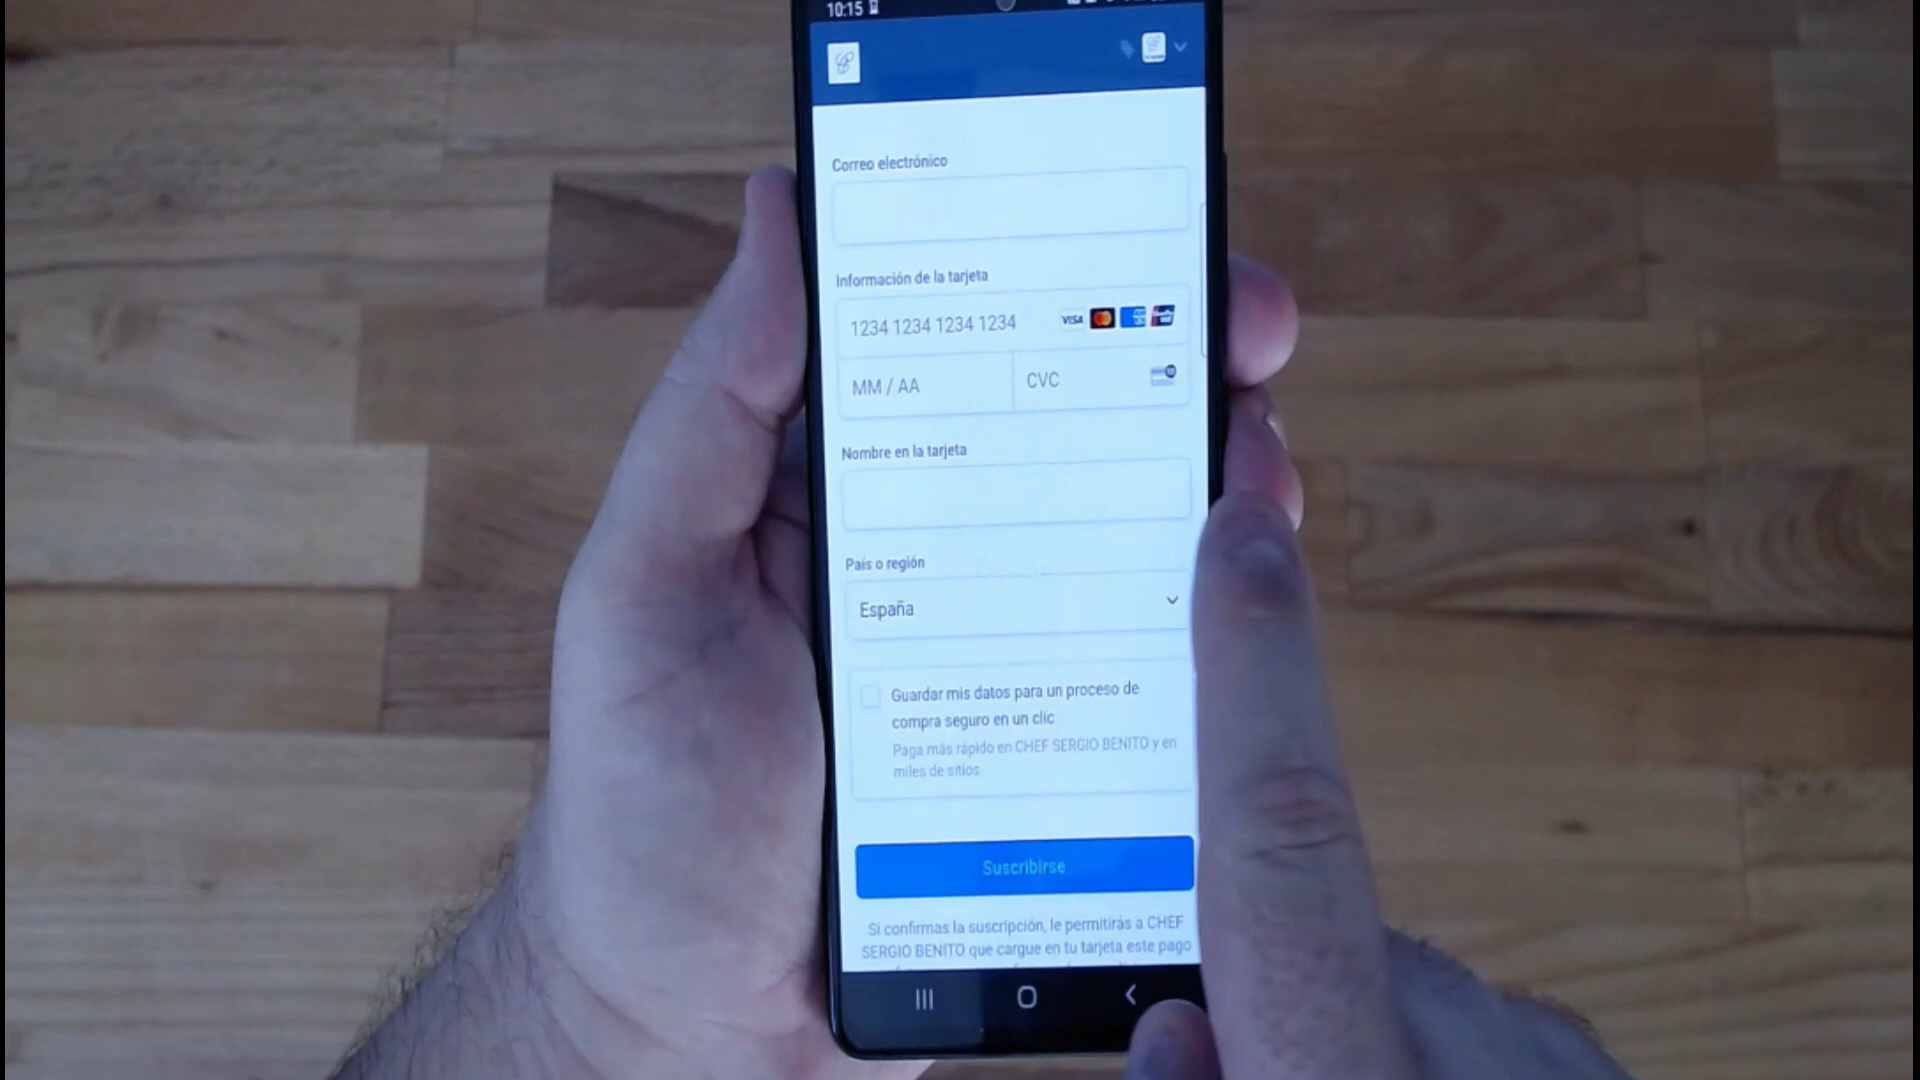 10:15
Correo electrónico
Información de la tarjeta
1234 1234 1234 1234 VISA
MM / AA CVC
Nombre en la tarjeta
País o región
España
Guardar mis datos para un proceso de
compra seguro en un clic
Paga más rápido en CHEF SERGIO BENITO y en
miles de sitios.
Suscribirse
Si confirmas la suscripción, le permitirás a CHEF
SERGIO BENITO que cargue en tu tarjeta este pago